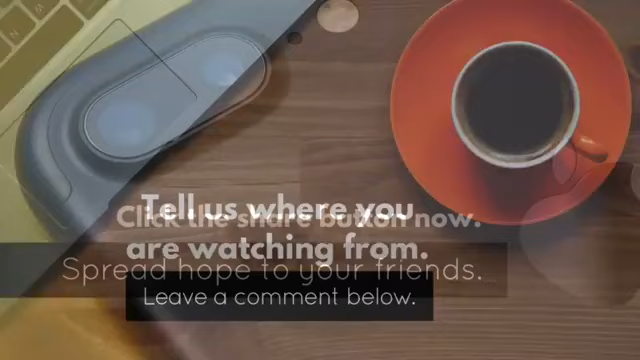 Tell us where you
Click the share button now.
are watching from.
Spread hope to your friends.
Leave a comment below.